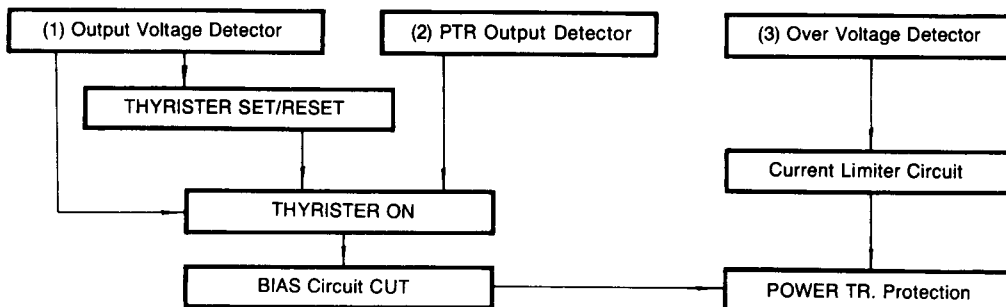 (1) Output Voltage Detector
(2) PTR Output Detector
(3) Over Voltage Detector
THYRISTER SET/RESET
Current Limiter Circuit
THYRISTER ON
BIAS Circuit CUT
POWER TR. Protection